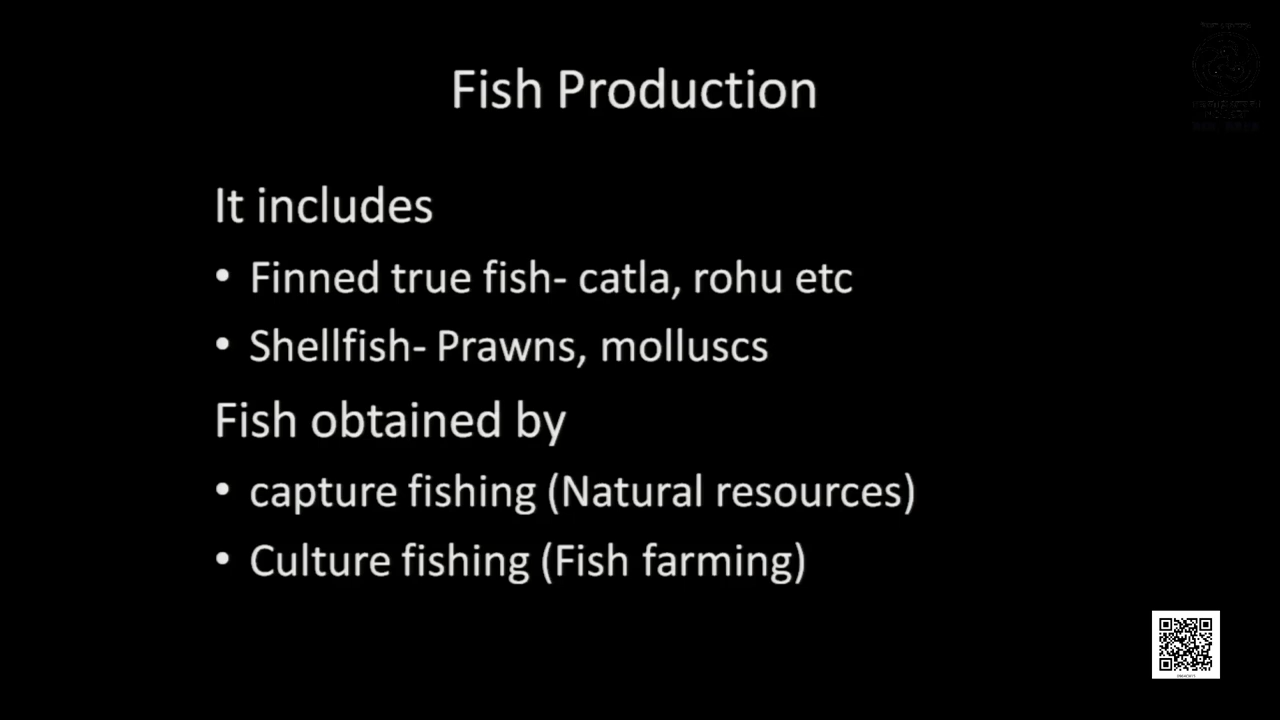 Fish Production
It includes
• Finned true fish- catla, rohu etc
• Shellfish- Prawns, molluscs
Fish obtained by
• capture fishing (Natural resources)
• Culture fishing (Fish farming)